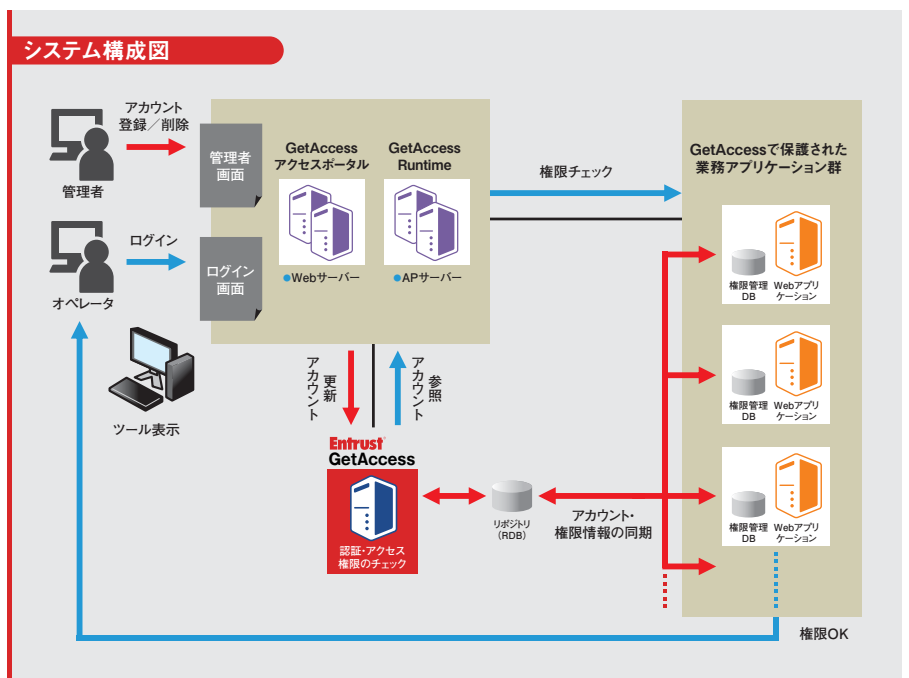 システム構成図
アカウント
登録／削除
管理者
管理者
画面
GetAccess
アクセスポータル
GetAccess
Runtime
●Webサーバー
●APサーバー
権限チェック
GetAccessで保護された
業務アプリケーション群
ログイン
オペレータ
ログイン
画面
権限管理
DB
Webアプリ
ケーション
ツール表示
アカウント
更新
アカウント
参照
権限管理
DB
Webアプリ
ケーション
Entrust®
GetAccess
認証・アクセス
権限のチェック
リポジトリ
（RDB）
アカウント・
権限情報の同期
権限管理
DB
Webアプリ
ケーション
権限OK